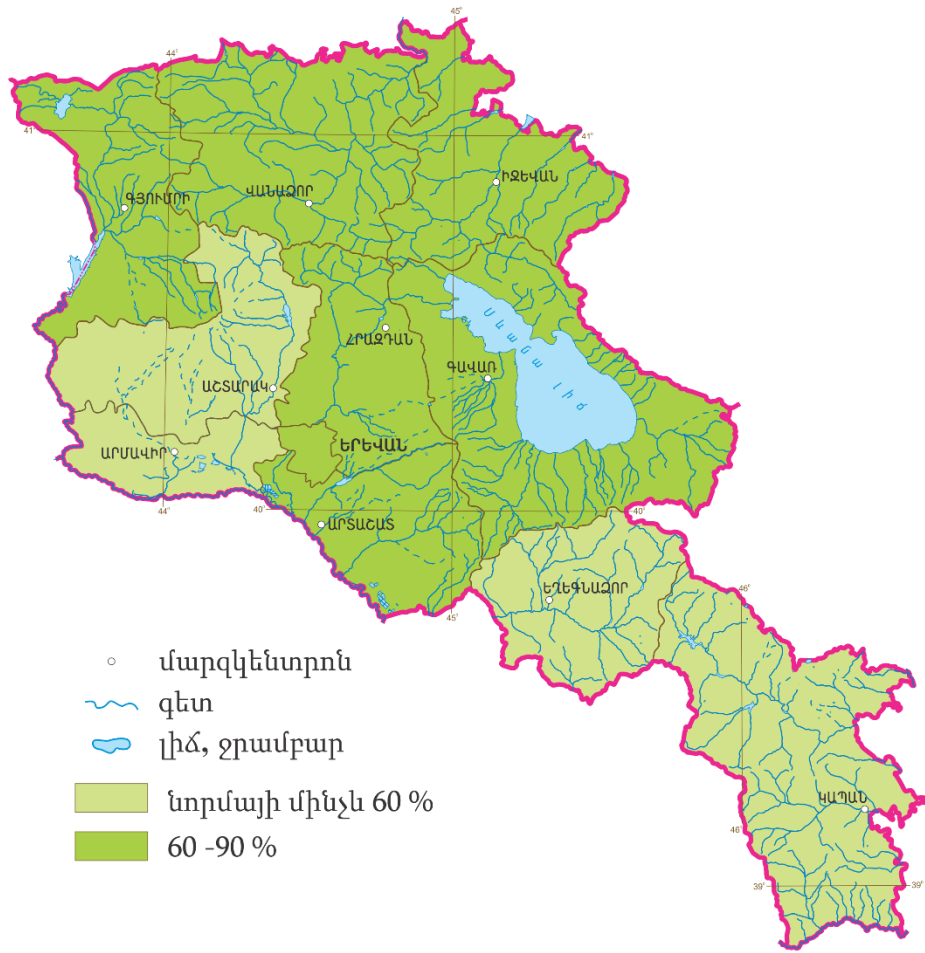 45°
44°
41°
41°
ԻՋԵՎԱՆ
ԳՅՈՒՄՐԻ
ՎԱՆԱՁՈՐ
ՀՐԱԶԴԱՆ
Սևանա լիճ
ԳԱՎԱՌ
ԱՇՏԱՐԱԿ
ԵՐԵՎԱՆ
ԱՐՄԱՎԻՐ
44°
40°
40°
ԱՐՏԱՇԱՏ
ԵՂԵԳՆԱՁՈՐ
46°
45°
մարզկենտրոն
գետ
լիճ, ջրամբար
նորմայի մինչև 60 %
60 -90 %
ԿԱՊԱՆ
46°
39°
39°